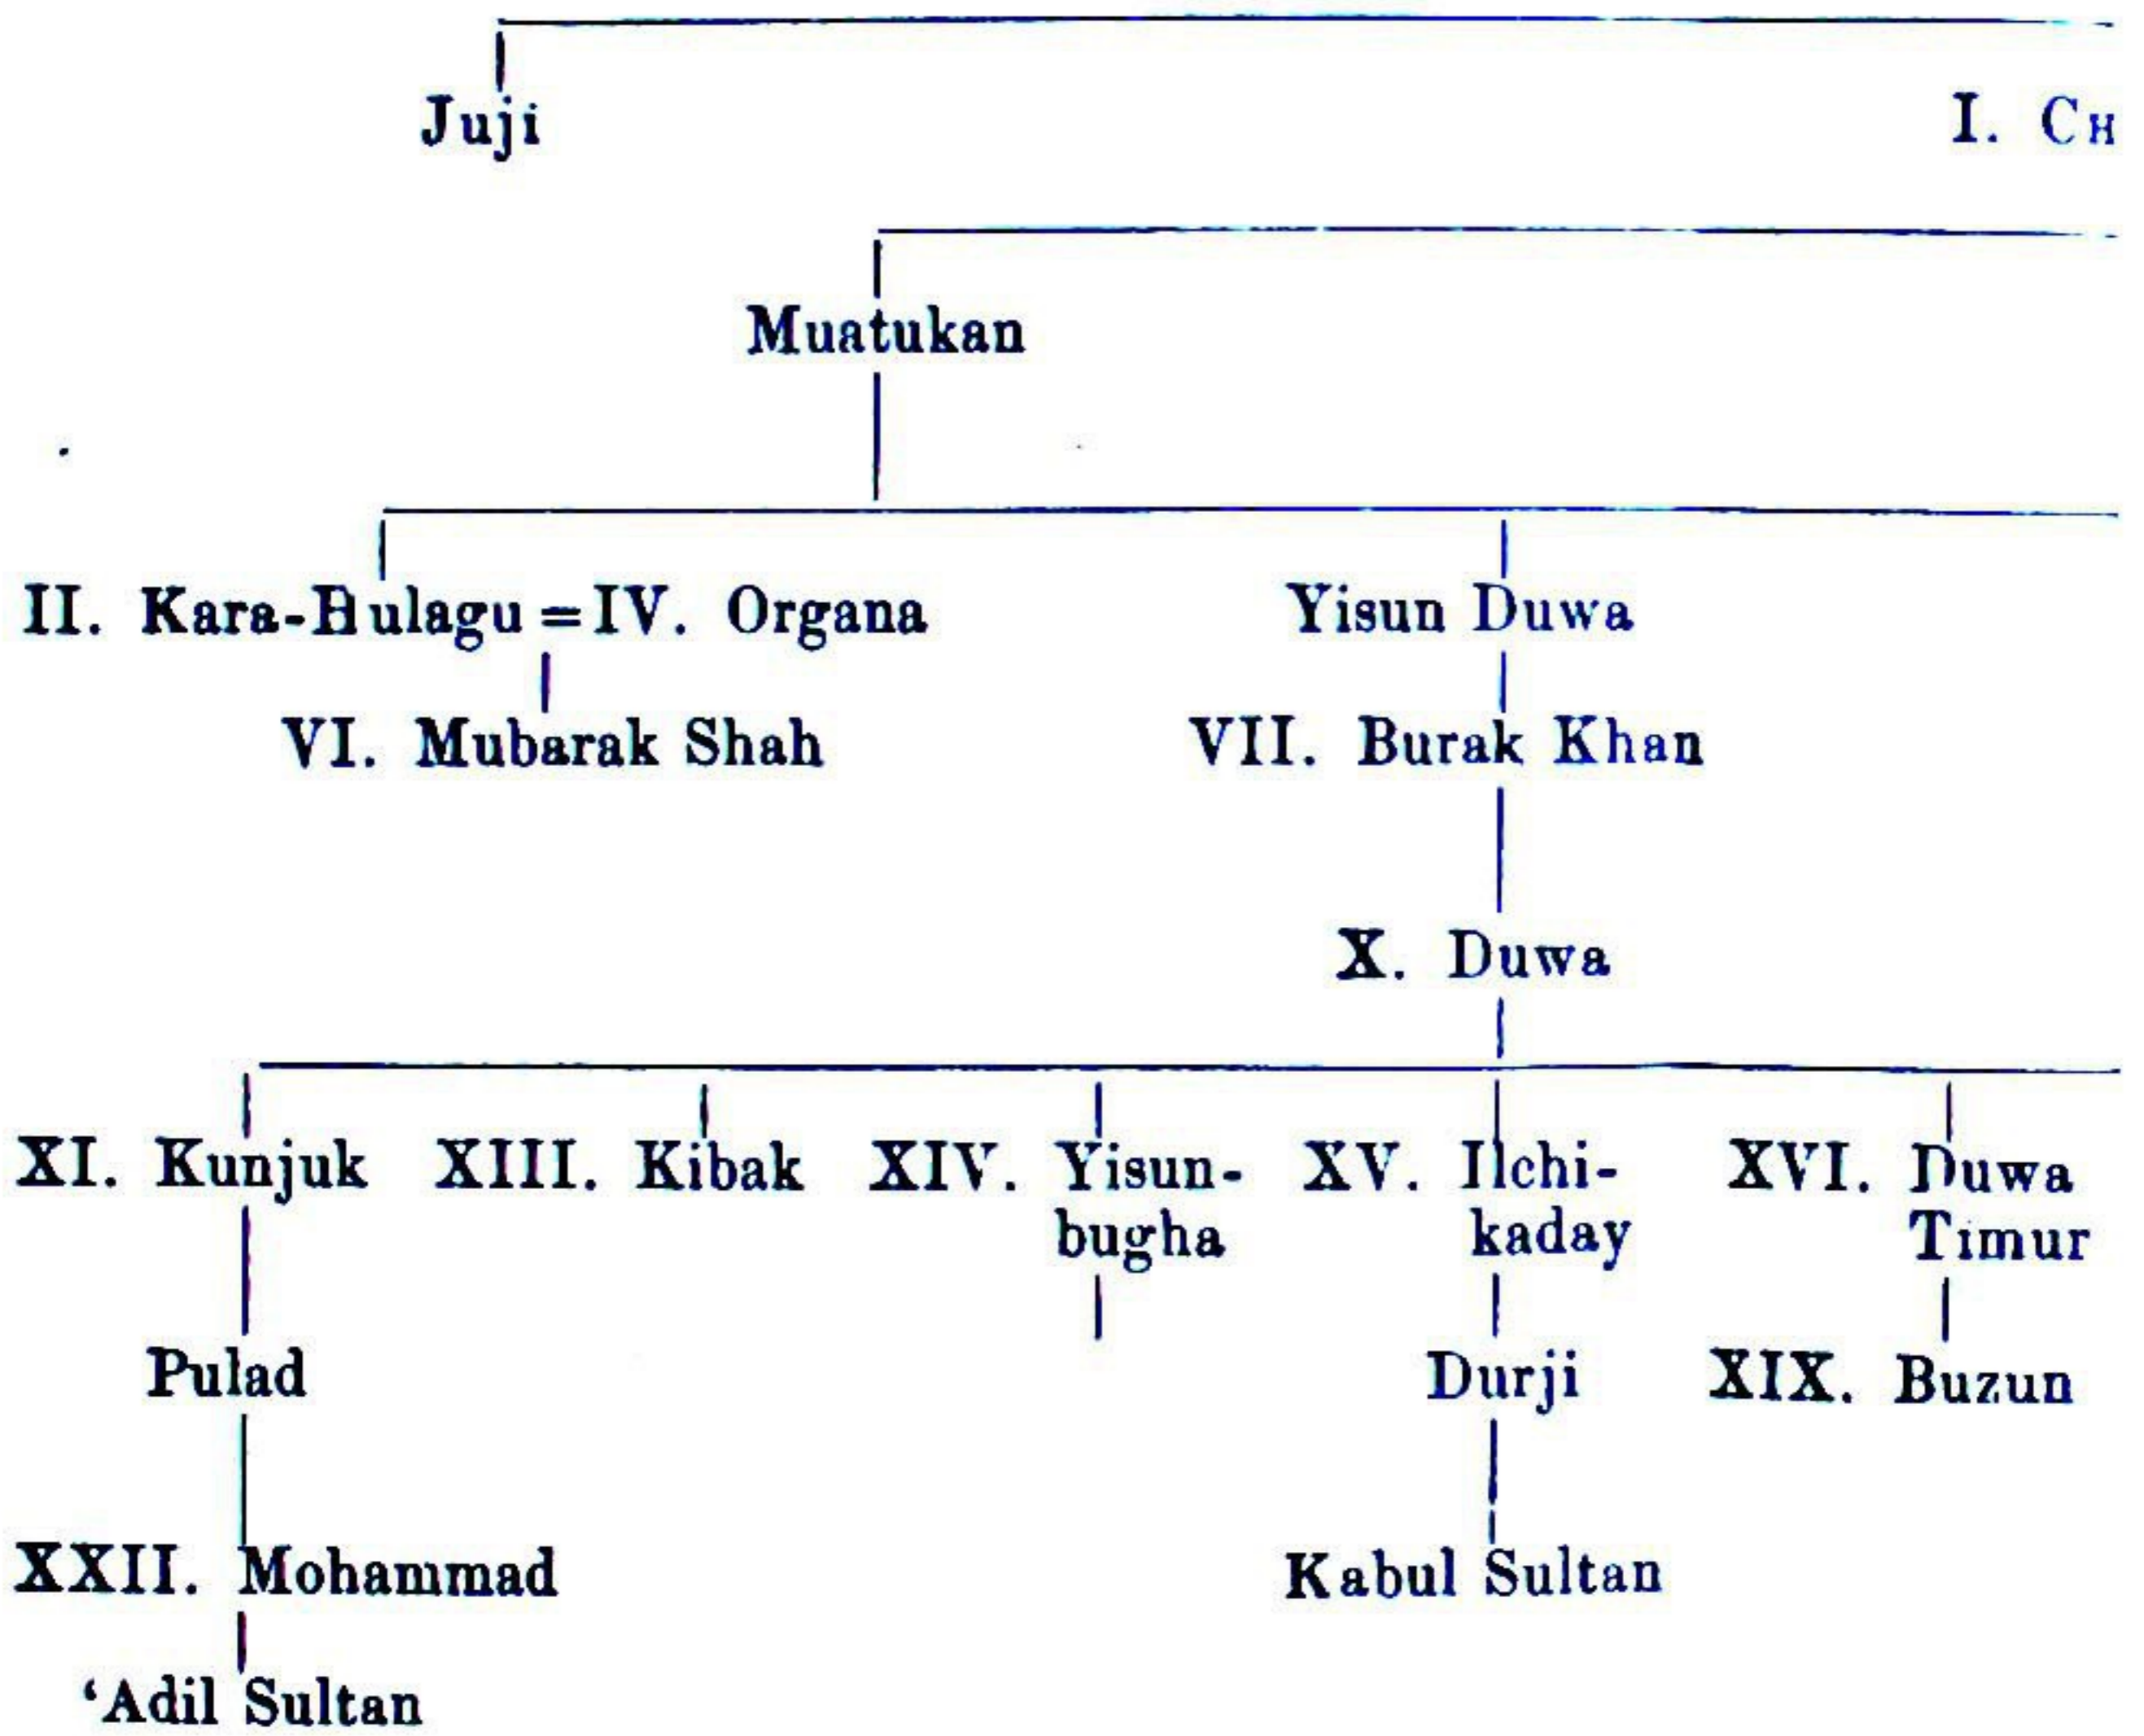 Juji I. CH
Muatukan
II. Kara-Hulagu = IV. Organa Yisun Duwa
VI. Mubarak Shah VII. Burak Khan
X. Duwa
XI. Kunjuk XIII. Kibak XIV. Yisun- XV. Ilchi- XVI. Duwa
bugha kaday Timur
Pulad Durji XIX. Buzun
XXII. Mohammad Kabul Sultan
‘Adil Sultan